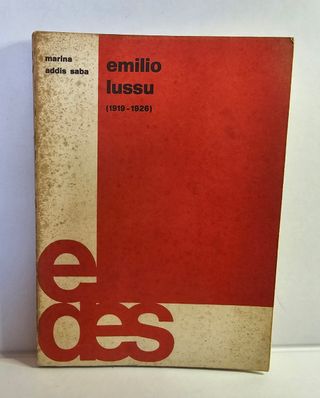 marina
addis saba
emilio
lussu
(1919-1926)
e
des